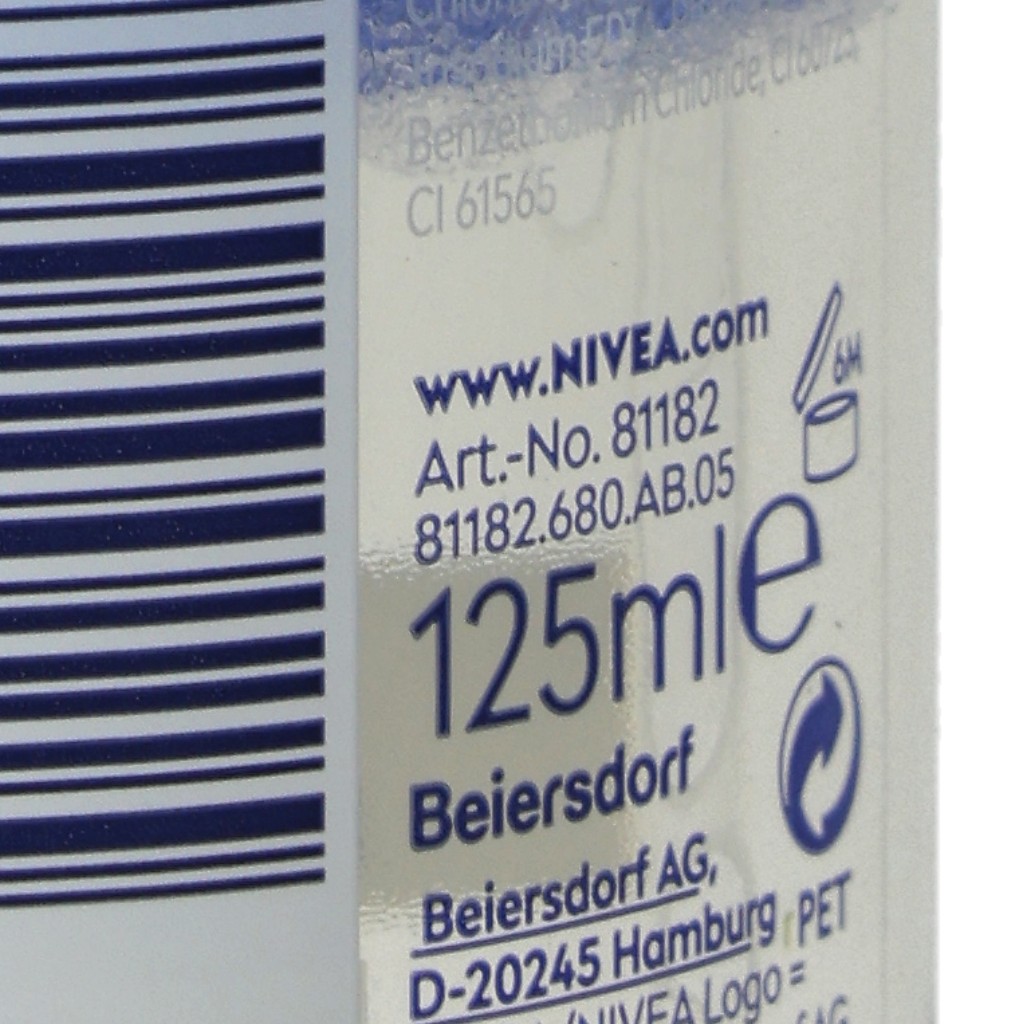 Benzethonium Chloride, CI 60725,
CI 61565
www.NIVEA.com
6M
Art.-No. 81182
81182.680.AB.05
125ml e
Beiersdorf
Beiersdorf AG,
D-20245 Hamburg PET
/NIVEA Logo =